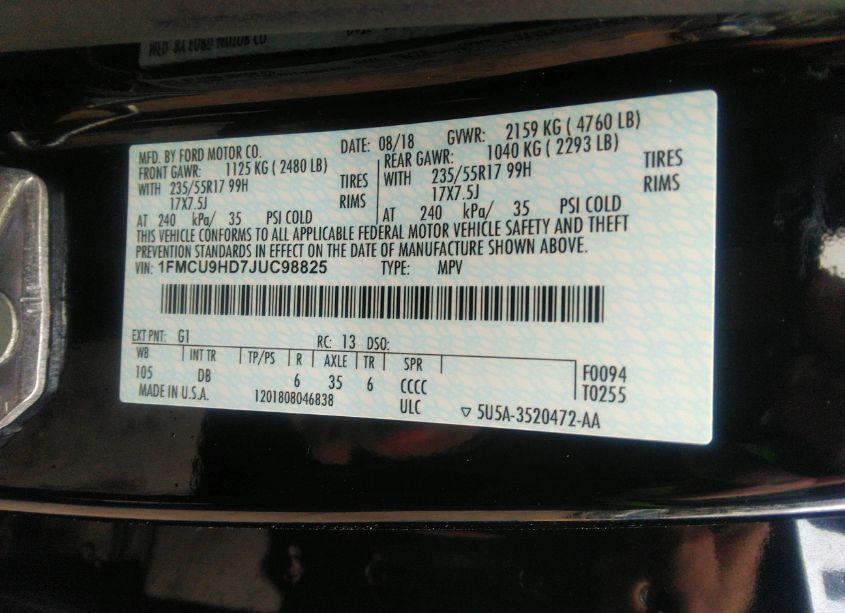 MFD. BY FORD MOTOR CO.
DATE: 08/18 GVWR: 2159 KG ( 4760 LB)
FRONT GAWR: 1125 KG ( 2480 LB)
WITH 235/55R17 99H TIRES
17X7.5J RIMS
AT 240 kPa/ 35 PSI COLD
REAR GAWR: 1040 KG ( 2293 LB)
WITH 235/55R17 99H TIRES
17X7.5J RIMS
AT 240 kPa/ 35 PSI COLD
THIS VEHICLE CONFORMS TO ALL APPLICABLE FEDERAL MOTOR VEHICLE SAFETY AND THEFT
PREVENTION STANDARDS IN EFFECT ON THE DATE OF MANUFACTURE SHOWN ABOVE.
VIN: 1FMCU9HD7JUC98825 TYPE: MPV
EXT PNT: G1 RC: 13 DSO:
WB INT TR TP/PS R AXLE TR SPR
105 DB 6 35 6 CCCC
F0094
T0255
MADE IN U.S.A. 1201808046838 ULC ▽ 5U5A-3520472-AA